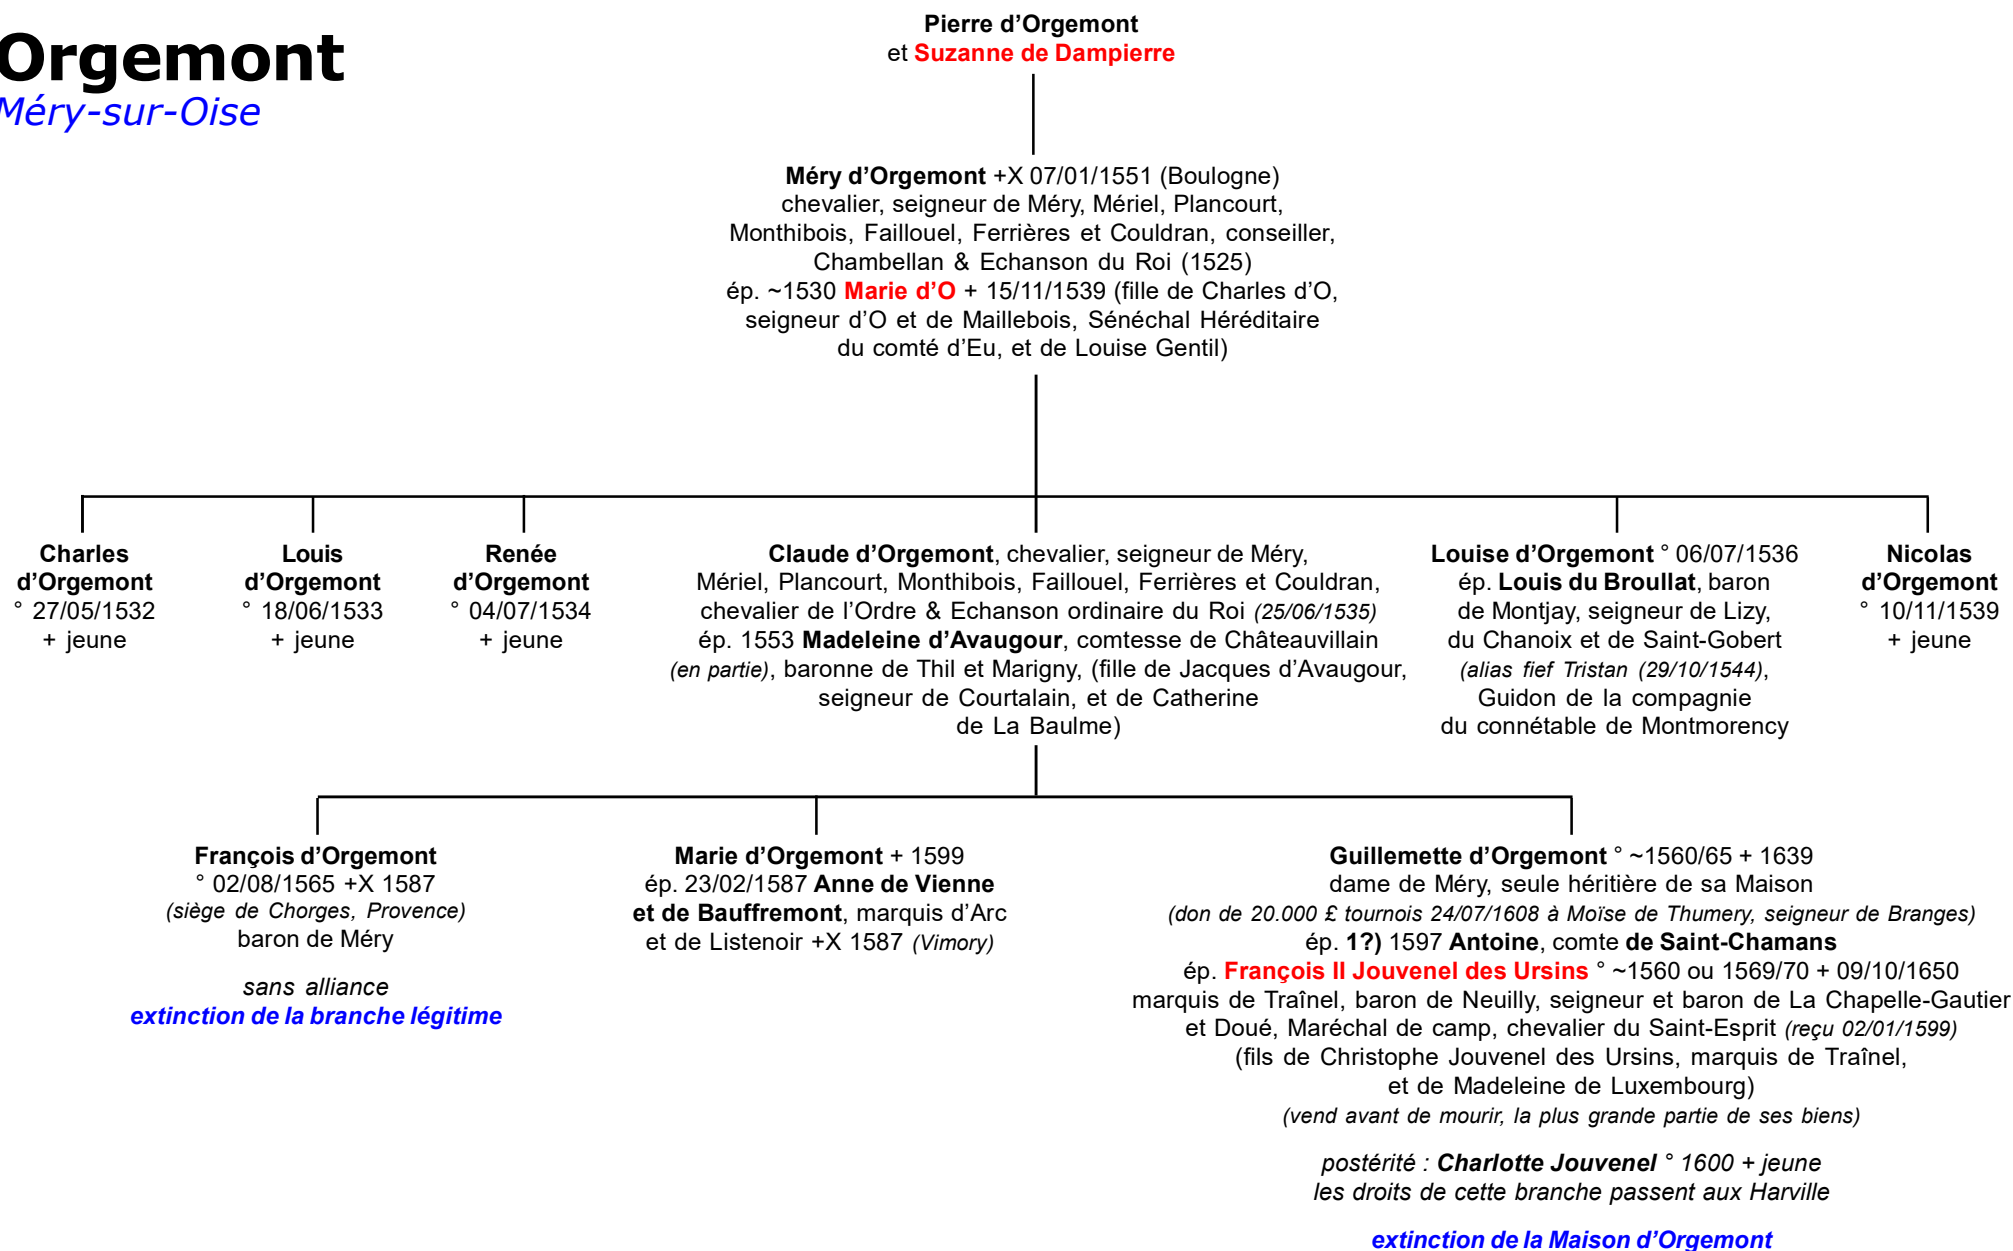 Orgemont
Méry-sur-Oise
Pierre d’Orgemont
et Suzanne de Dampierre
Méry d’Orgemont +X 07/01/1551 (Boulogne)
chevalier, seigneur de Méry, Mériel, Plancourt,
Monthibois, Faillouel, Ferrières et Couldran, conseiller,
Chambellan & Echanson du Roi (1525)
ép. ~1530 Marie d’O + 15/11/1539 (fille de Charles d’O,
seigneur d’O et de Maillebois, Sénéchal Héréditaire
du comté d’Eu, et de Louise Gentil)
Charles
d’Orgemont
° 27/05/1532
+ jeune
Louis
d’Orgemont
° 18/06/1533
+ jeune
Renée
d’Orgemont
° 04/07/1534
+ jeune
Claude d’Orgemont, chevalier, seigneur de Méry,
Mériel, Plancourt, Monthibois, Faillouel, Ferrières et Couldran,
chevalier de l’Ordre & Echanson ordinaire du Roi (25/06/1535)
ép. 1553 Madeleine d’Avaugour, comtesse de Châteauvillain
(en partie), baronne de Thil et Marigny, (fille de Jacques d’Avaugour,
seigneur de Courtalain, et de Catherine
de La Baulme)
Louise d’Orgemont ° 06/07/1536
ép. Louis du Broullat, baron
de Montjay, seigneur de Lizy,
du Chanoix et de Saint-Gobert
(alias fief Tristan (29/10/1544),
Guidon de la compagnie
du connétable de Montmorency
Nicolas
d’Orgemont
° 10/11/1539
+ jeune
François d’Orgemont
° 02/08/1565 +X 1587
(siège de Chorges, Provence)
baron de Méry
sans alliance
extinction de la branche légitime
Marie d’Orgemont + 1599
ép. 23/02/1587 Anne de Vienne
et de Bauffremont, marquis d’Arc
et de Listenoir +X 1587 (Vimory)
Guillemette d’Orgemont ° ~1560/65 + 1639
dame de Méry, seule héritière de sa Maison
(don de 20.000 £ tournois 24/07/1608 à Moïse de Thumery, seigneur de Branges)
ép. 1?) 1597 Antoine, comte de Saint-Chamans
ép. François II Jouvenel des Ursins ° ~1560 ou 1569/70 + 09/10/1650
marquis de Traînel, baron de Neuilly, seigneur et baron de La Chapelle-Gautier
et Doué, Maréchal de camp, chevalier du Saint-Esprit (reçu 02/01/1599)
(fils de Christophe Jouvenel des Ursins, marquis de Traînel,
et de Madeleine de Luxembourg)
(vend avant de mourir, la plus grande partie de ses biens)
postérité : Charlotte Jouvenel ° 1600 + jeune
les droits de cette branche passent aux Harville
extinction de la Maison d’Orgemont